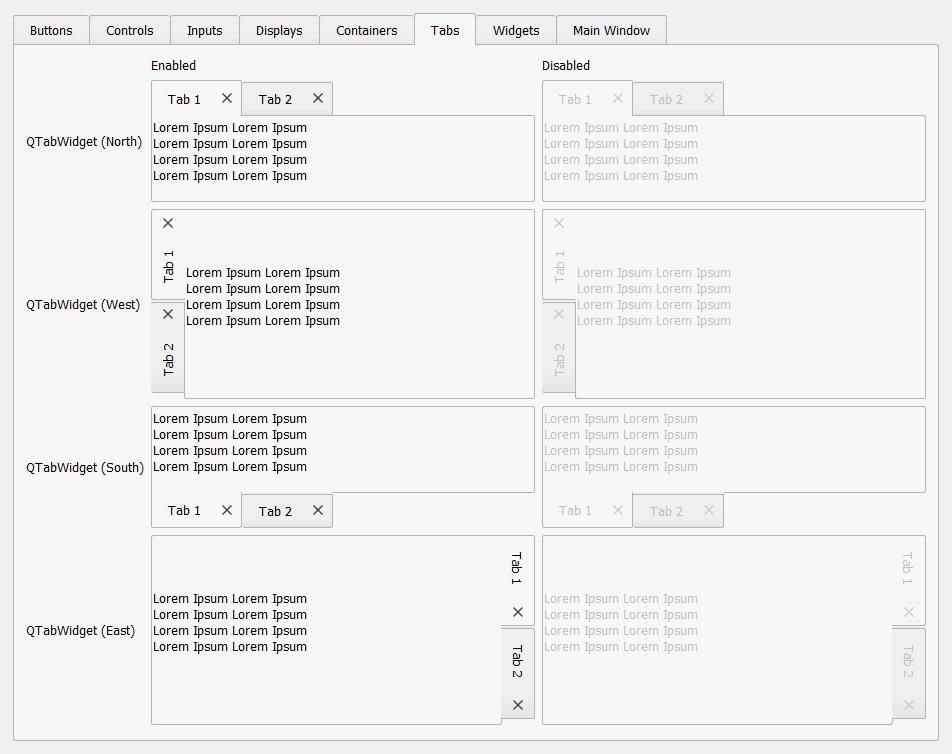 Buttons Controls Inputs Displays Containers Tabs Widgets Main Window
Enabled Disabled
Tab 1 Tab 2 Tab 1 Tab 2
QTabWidget (North)
Lorem Ipsum Lorem Ipsum
Lorem Ipsum Lorem Ipsum
Lorem Ipsum Lorem Ipsum
Lorem Ipsum Lorem Ipsum
Lorem Ipsum Lorem Ipsum
Lorem Ipsum Lorem Ipsum
Lorem Ipsum Lorem Ipsum
Lorem Ipsum Lorem Ipsum
QTabWidget (West)
Tab 1
Tab 2
Lorem Ipsum Lorem Ipsum
Lorem Ipsum Lorem Ipsum
Lorem Ipsum Lorem Ipsum
Lorem Ipsum Lorem Ipsum
Tab 1
Tab 2
Lorem Ipsum Lorem Ipsum
Lorem Ipsum Lorem Ipsum
Lorem Ipsum Lorem Ipsum
Lorem Ipsum Lorem Ipsum
QTabWidget (South)
Lorem Ipsum Lorem Ipsum
Lorem Ipsum Lorem Ipsum
Lorem Ipsum Lorem Ipsum
Lorem Ipsum Lorem Ipsum
Tab 1 Tab 2
Lorem Ipsum Lorem Ipsum
Lorem Ipsum Lorem Ipsum
Lorem Ipsum Lorem Ipsum
Lorem Ipsum Lorem Ipsum
Tab 1 Tab 2
QTabWidget (East)
Lorem Ipsum Lorem Ipsum
Lorem Ipsum Lorem Ipsum
Lorem Ipsum Lorem Ipsum
Lorem Ipsum Lorem Ipsum
Tab 1
Tab 2
Lorem Ipsum Lorem Ipsum
Lorem Ipsum Lorem Ipsum
Lorem Ipsum Lorem Ipsum
Lorem Ipsum Lorem Ipsum
Tab 1
Tab 2